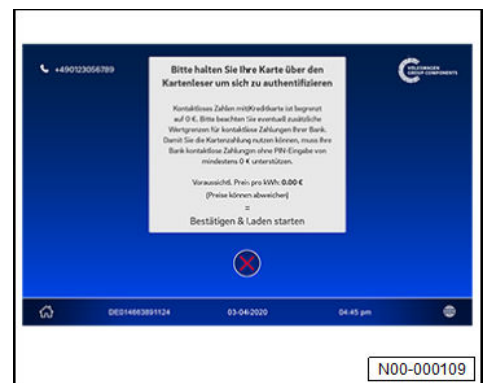 +490123056789
Bitte halten Sie Ihre Karte über den
Kartenleser um sich zu authentifizieren
VOLKSWAGEN
GROUP COMPONENTS
Kontaktloses Zahlen mitKreditkarte ist begrenzt
auf 0 €. Bitte beachten Sie eventuell zusätzliche
Wertgrenzen für kontaktlose Zahlungen Ihrer Bank.
Damit Sie die Kartenzahlung nutzen können, muss Ihre
Bank kontaktlose Zahlungen ohne PIN-Eingabe von
mindestens 0 € unterstützen.
Voraussichtl. Preis pro kWh: 0.00 €
(Preise können abweichen)
=
Bestätigen & Laden starten
DE014663891124
03-04-2020
04:45 pm
N00-000109